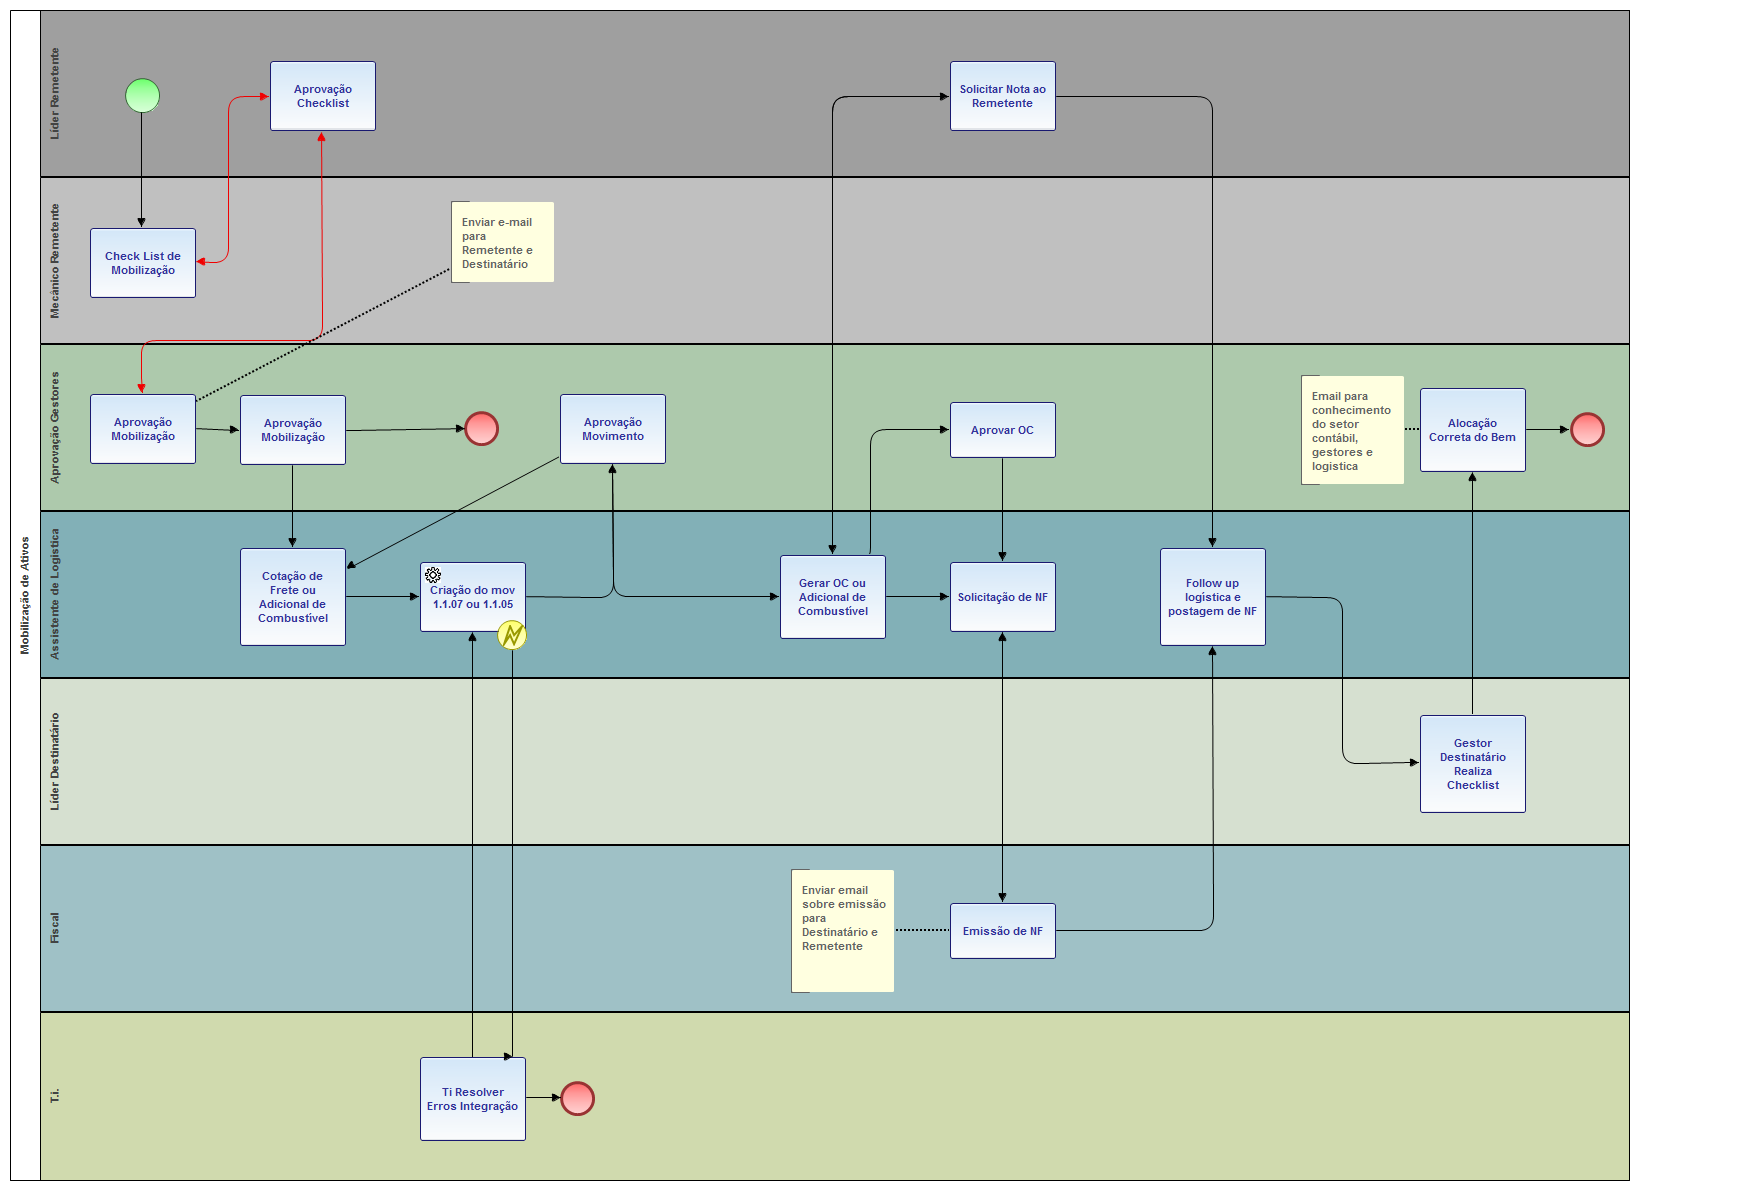 Mobilização de Ativos
Líder Remetente
Aprovação
Checklist
Solicitar Nota ao
Remetente
Mecânico Remetente
Check List de
Mobilização
Enviar e-mail
para
Remetente e
Destinatário
Aprovação Gestores
Aprovação
Mobilização
Aprovação
Mobilização
Aprovação
Movimento
Aprovar OC
Email para
conhecimento
do setor
contábil,
gestores e
logistica
Alocação
Correta do Bem
Assistente de Logística
Cotação de
Frete ou
Adicional de
Combustível
Criação do mov
1.1.07 ou 1.1.05
Gerar OC ou
Adicional de
Combustível
Solicitação de NF
Follow up
logística e
postagem de NF
Líder Destinatário
Gestor
Destinatário
Realiza
Checklist
Fiscal
Enviar email
sobre emissão
para
Destinatário e
Remetente
Emissão de NF
T.i.
Ti Resolver
Erros Integração